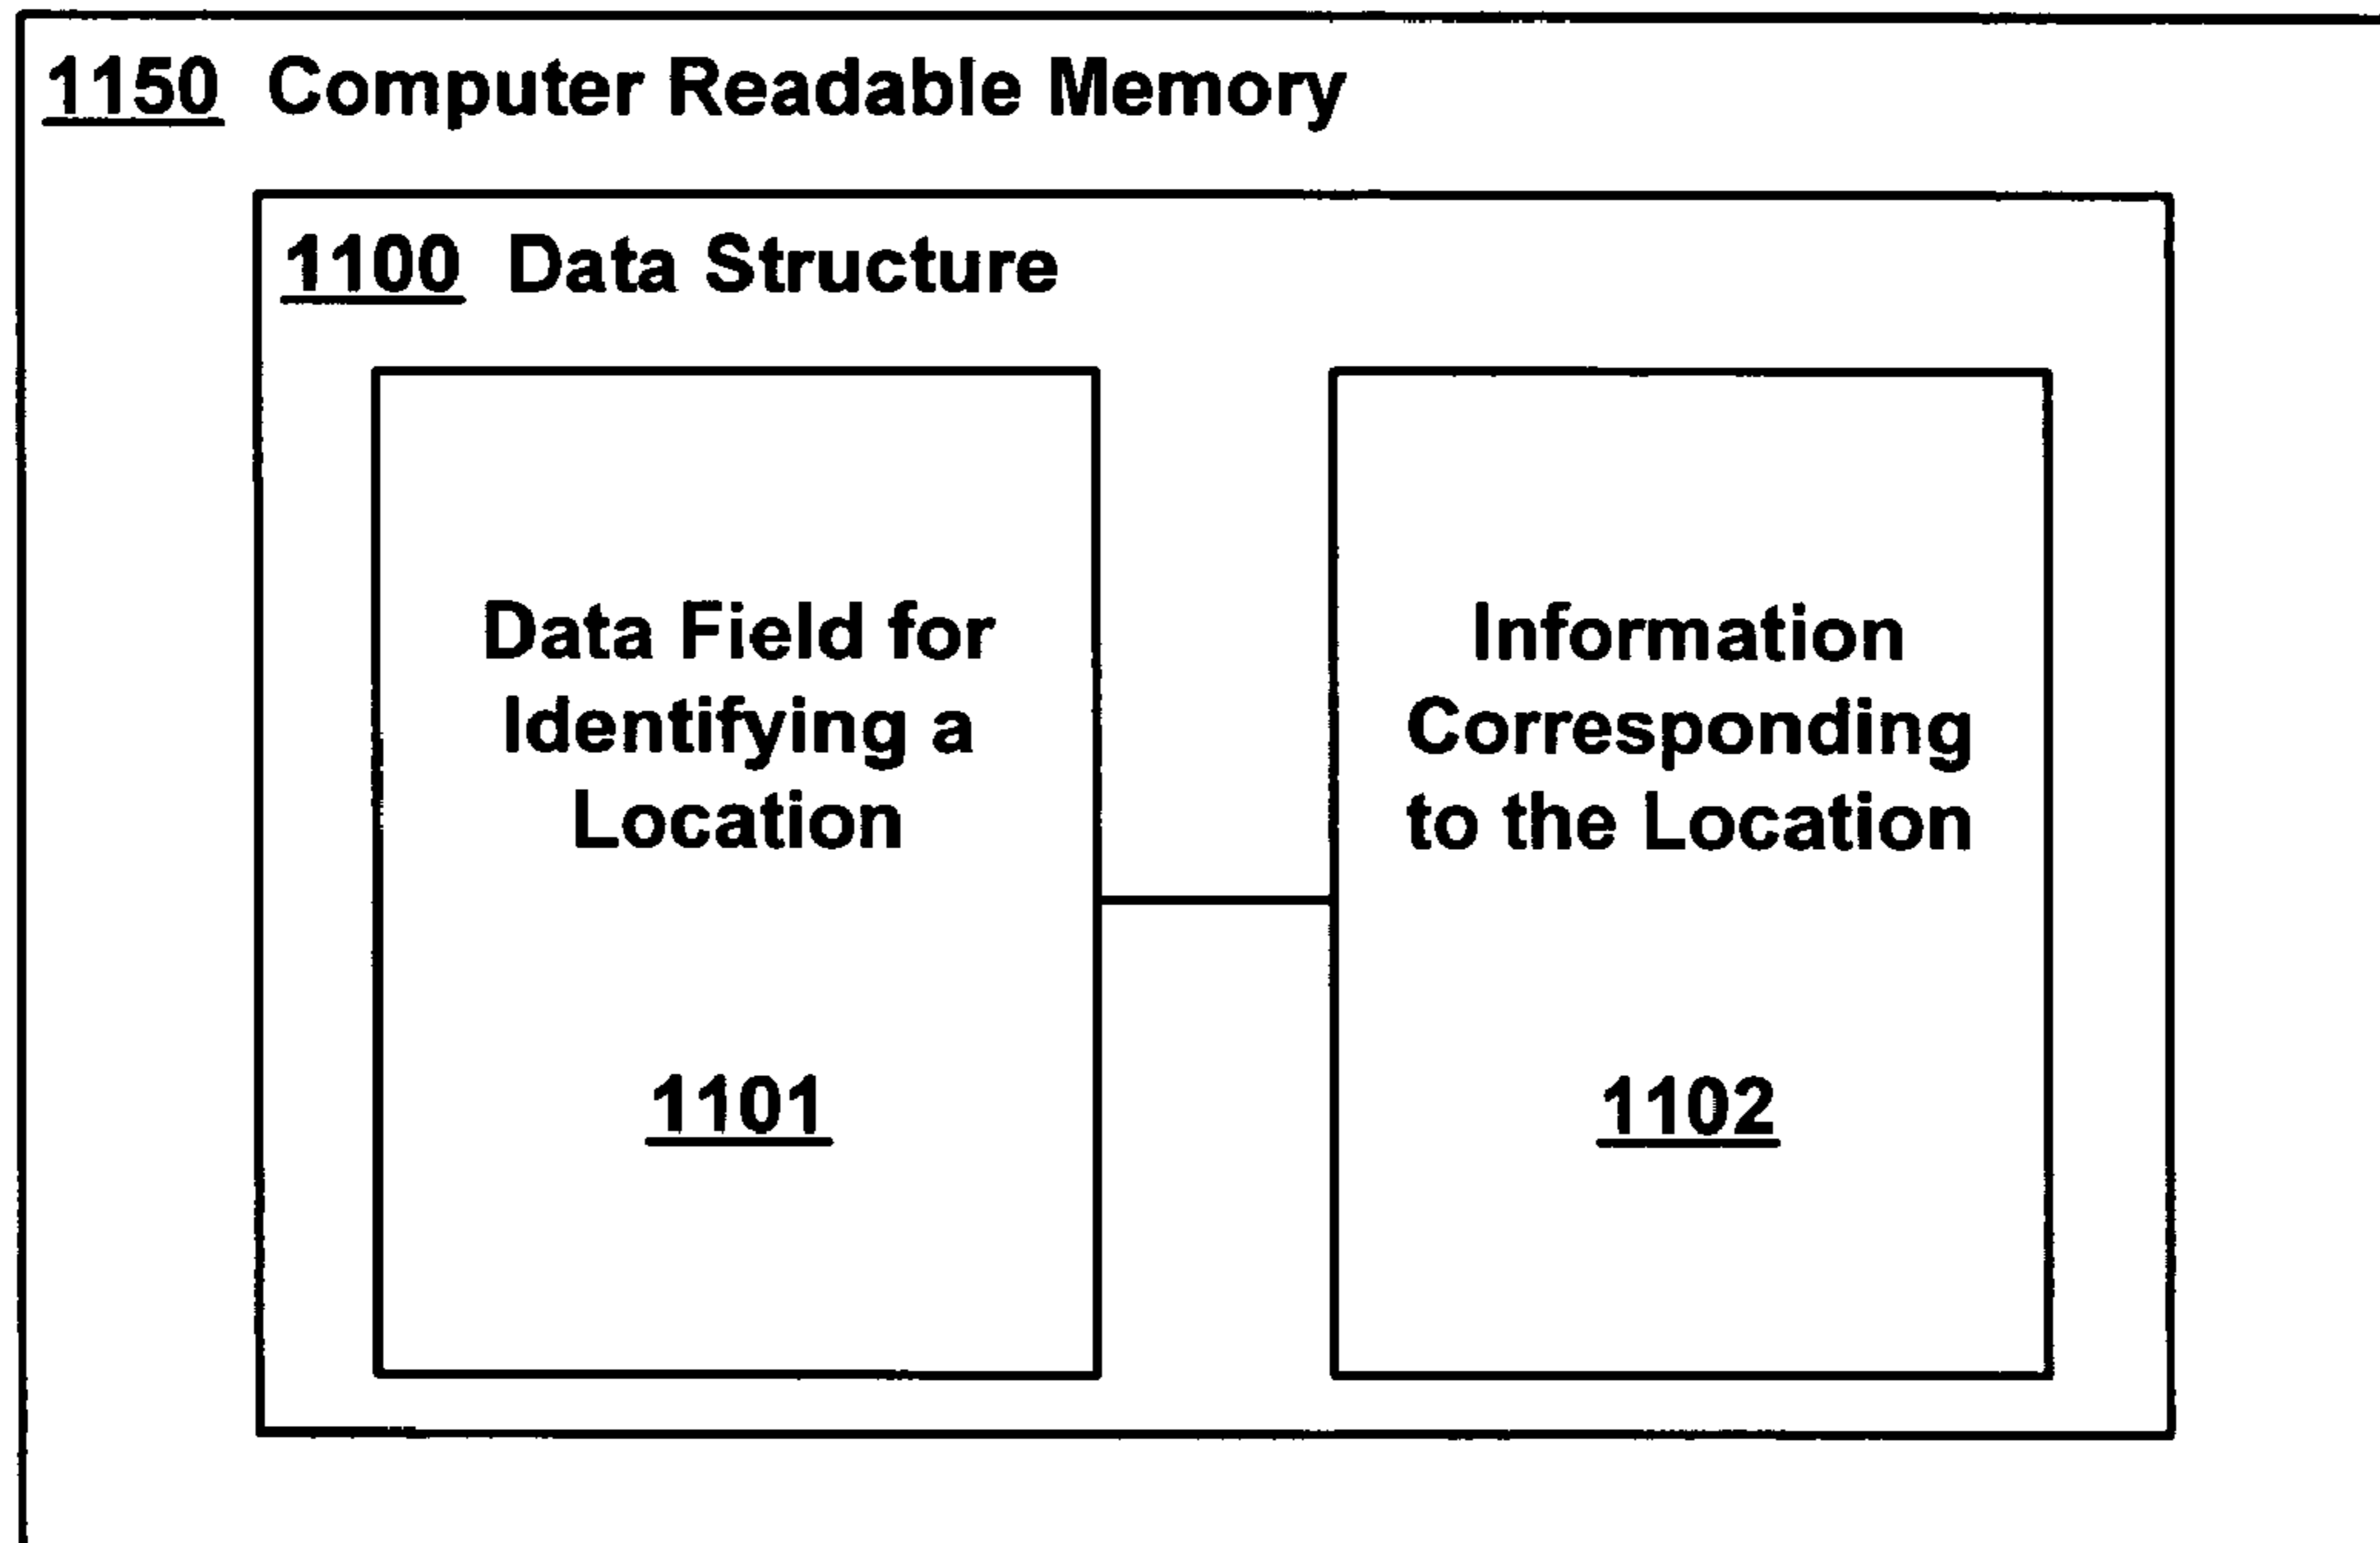 1150 Computer Readable Memory
1100 Data Structure
Data Field for
Identifying a
Location
1101
Information
Corresponding
to the Location
1102